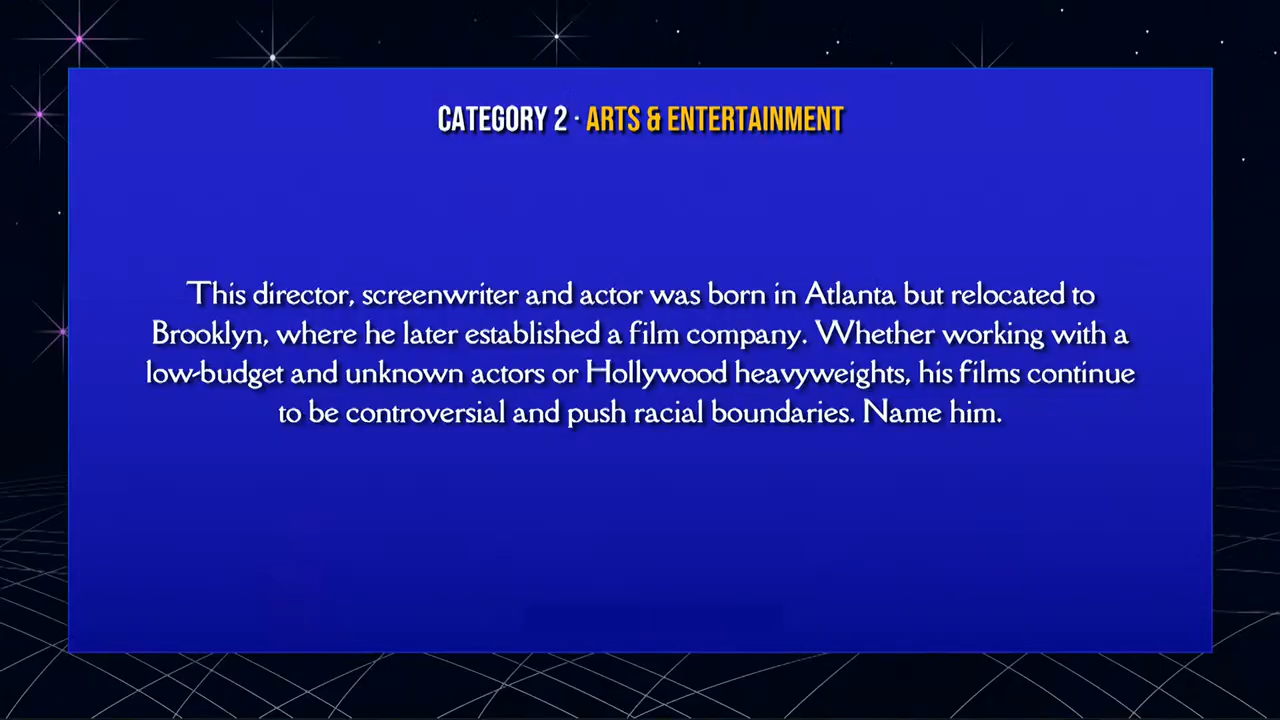 CATEGORY 2 · ARTS & ENTERTAINMENT
This director, screenwriter and actor was born in Atlanta but relocated to
Brooklyn, where he later established a film company. Whether working with a
low-budget and unknown actors or Hollywood heavyweights, his films continue
to be controversial and push racial boundaries. Name him.